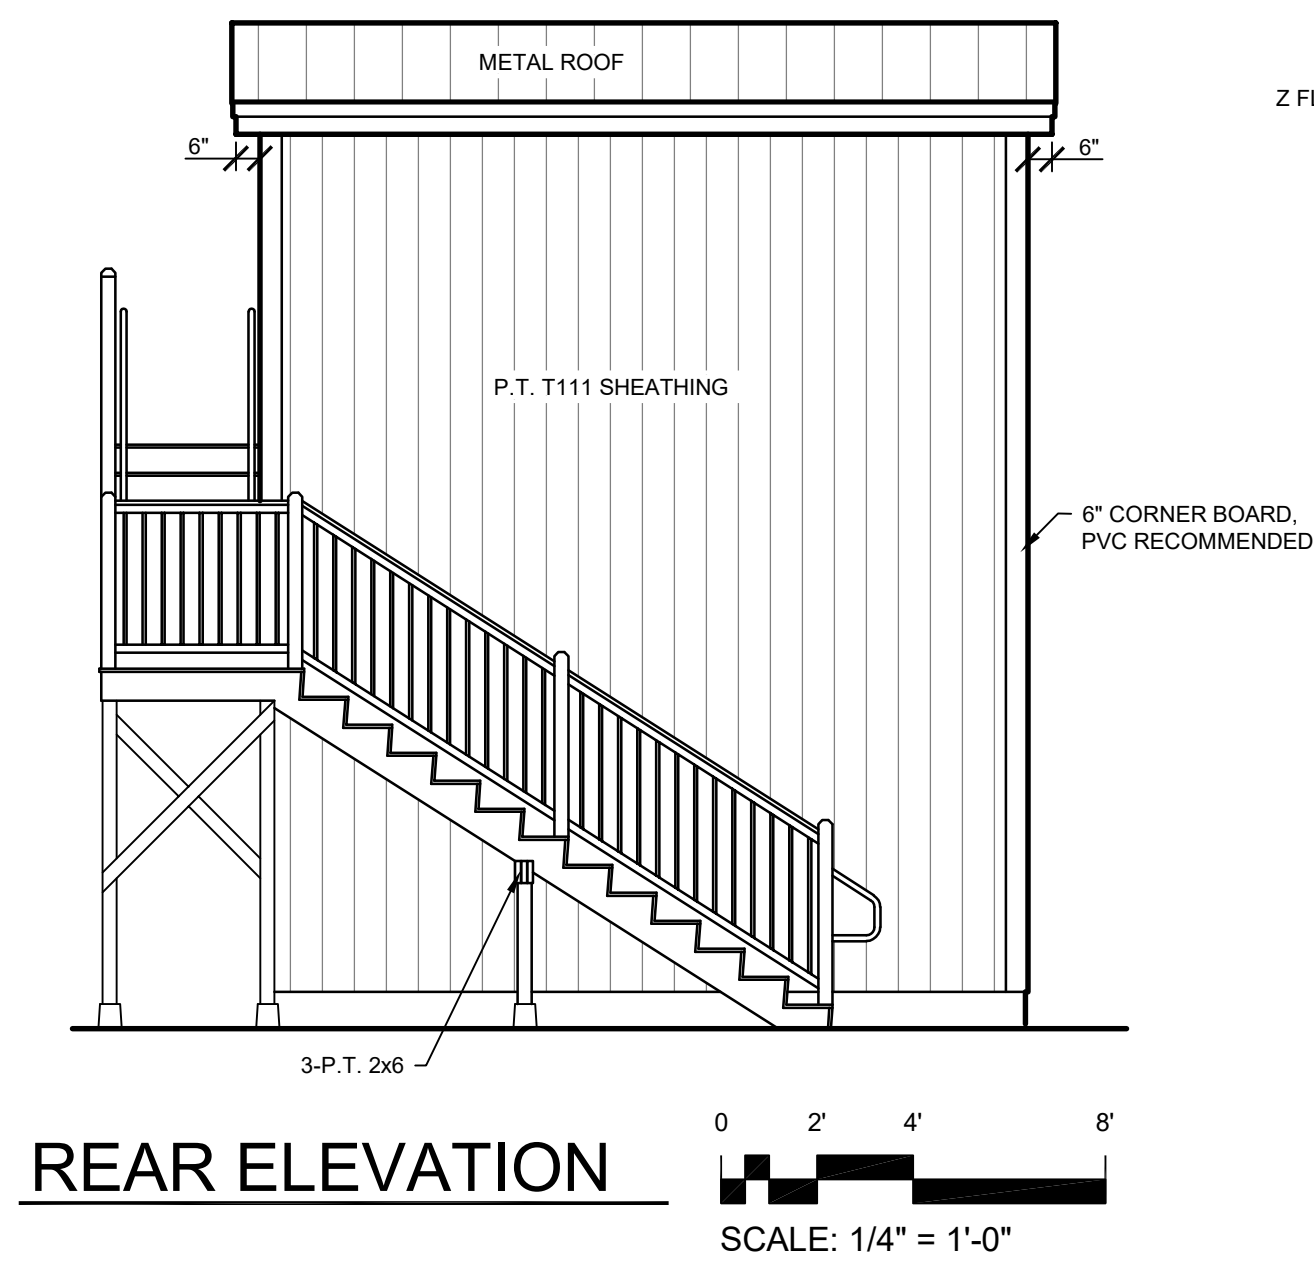 METAL ROOF
Z Fl
6"
6"
P.T. T111 SHEATHING
6" CORNER BOARD,
PVC RECOMMENDED
3-P.T. 2x6
0 2' 4' 8'
REAR ELEVATION
SCALE: 1/4" = 1'-0"